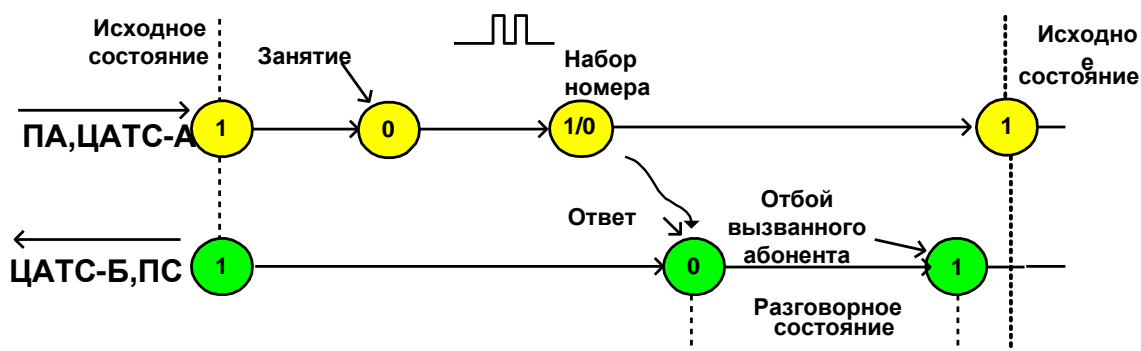 Исходное
состояние
Занятие
Набор
номера
Исходно
е
состояние
ПА,ЦАТС-А
1
0
1/0
1
Ответ
Отбой
вызванного
абонента
ЦАТС-Б,ПС
1
0
1
Разговорное
состояние